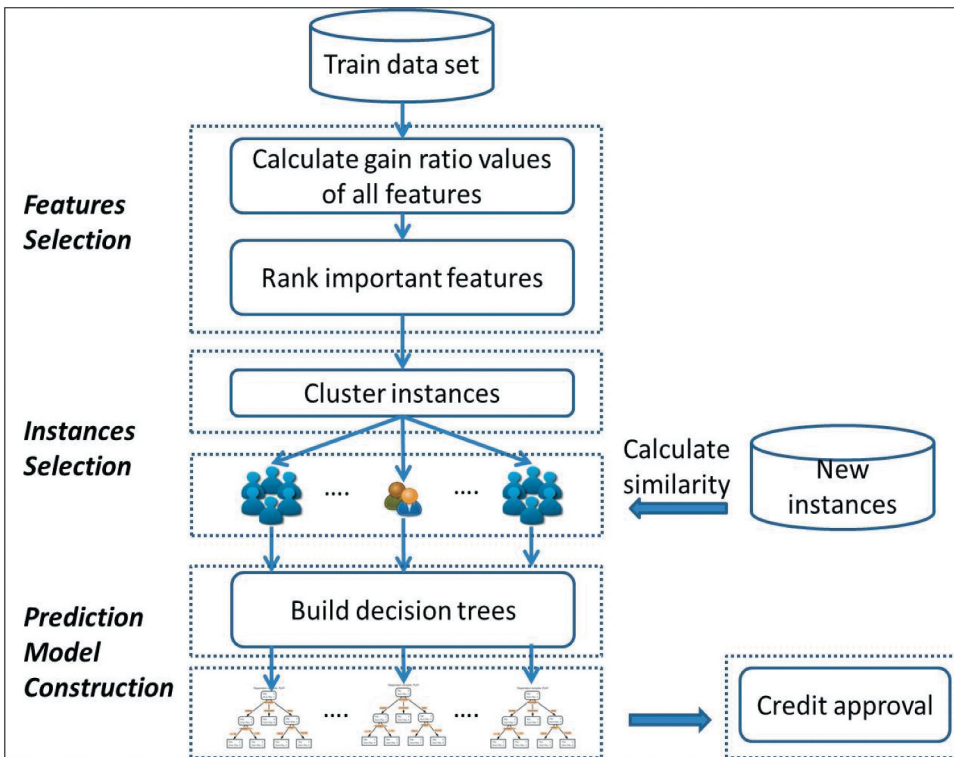 Train data set
Calculate gain ratio values
of all features
Features
Selection
Rank important features
Cluster instances
Instances
Selection
....
....
Calculate
similarity
New
instances
Prediction
Model
Construction
Build decision trees
....
....
Credit approval